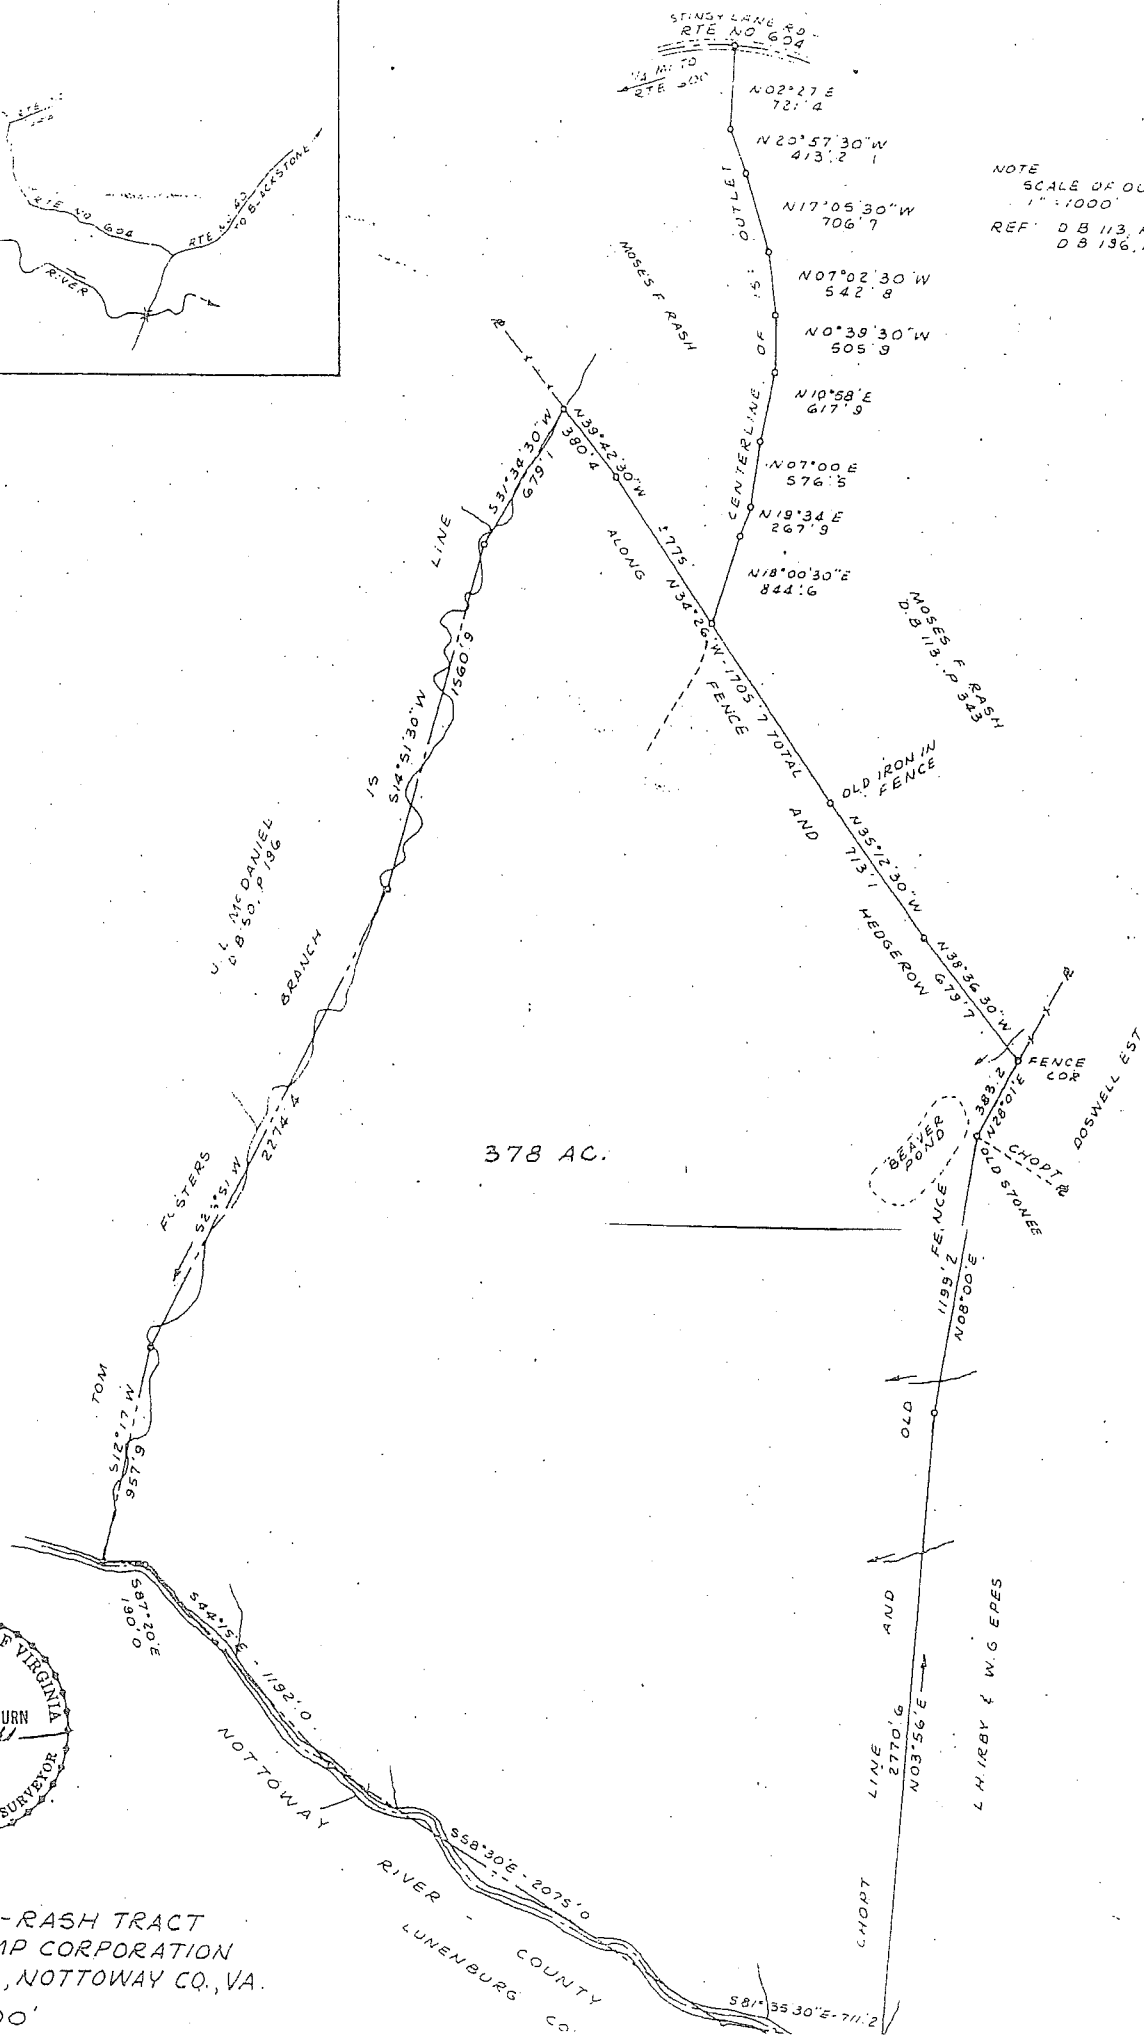 STINGY LANE RD
RTE NO 604
1/4 MI TO
RTE
N02°27'E
721'.4
N20°57'30"W
413'.2
N17°05'30"W
706'.7
N07°02'30"W
542'.8
N0°39'30"W
505'.9
N10°58'E
617'.9
N07°00'E
576'.5
N19°34'E
267'.9
N18°00'30"E
844'.6
CENTERLINE OF IS' OUTLET
NOTE
SCALE OF OU
1"=1000'
REF' D B 113,
D B 196,
RTE NO 604
RTE NO
TO BLACKSTONE
RIVER
MOSES F RASH
N39°42'30"W
380'.4
±775'
N34°26'W-1705'.7 TOTAL
ALONG FENCE AND HEDGEROW
MOSES F RASH
D.B 113, P 343
OLD IRON IN
FENCE
N35°12'30"W
713'.1
N38°36'30"W
679'.7
FENCE
COR
383'.2
N28°01'E
DOSWELL EST
CHOPT
OLD STONE
BEAVER
POND
S31°34'30"W
679'.1
S14°51'30"W
1560'.9
U. L. McDANIEL
D B 50, P 196
TOM FOSTERS BRANCH IS LINE
2274'.4
378 AC.
1199'.2
N08°00'E
S12°17'W
957'.9
S87°20'E
190'.0
S44°15'E - 1192'.0
S58°30'E - 2075'.0
S81°35'30"E-711'.2
NOTTOWAY RIVER - COUNTY
LUNENBURG CO.
CHOPT LINE AND OLD FENCE
2770'.6
N03°56'E
L H IRBY & W.G EPES
F VIRGINIA
URN
SURVEYOR
-RASH TRACT
MP CORPORATION
, NOTTOWAY CO., VA.
00'